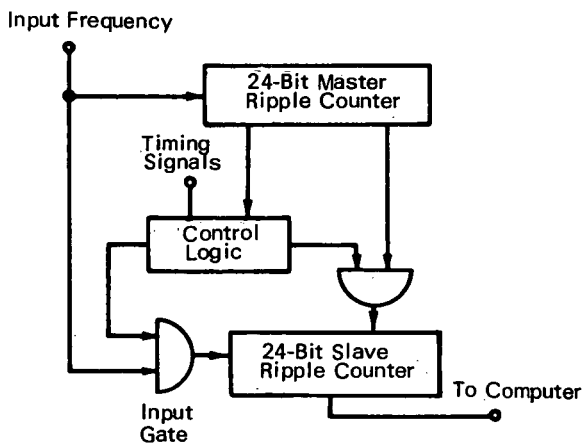 Input Frequency
24-Bit Master
Ripple Counter
Timing
Signals
Control
Logic
24-Bit Slave
Ripple Counter
To Computer
Input
Gate